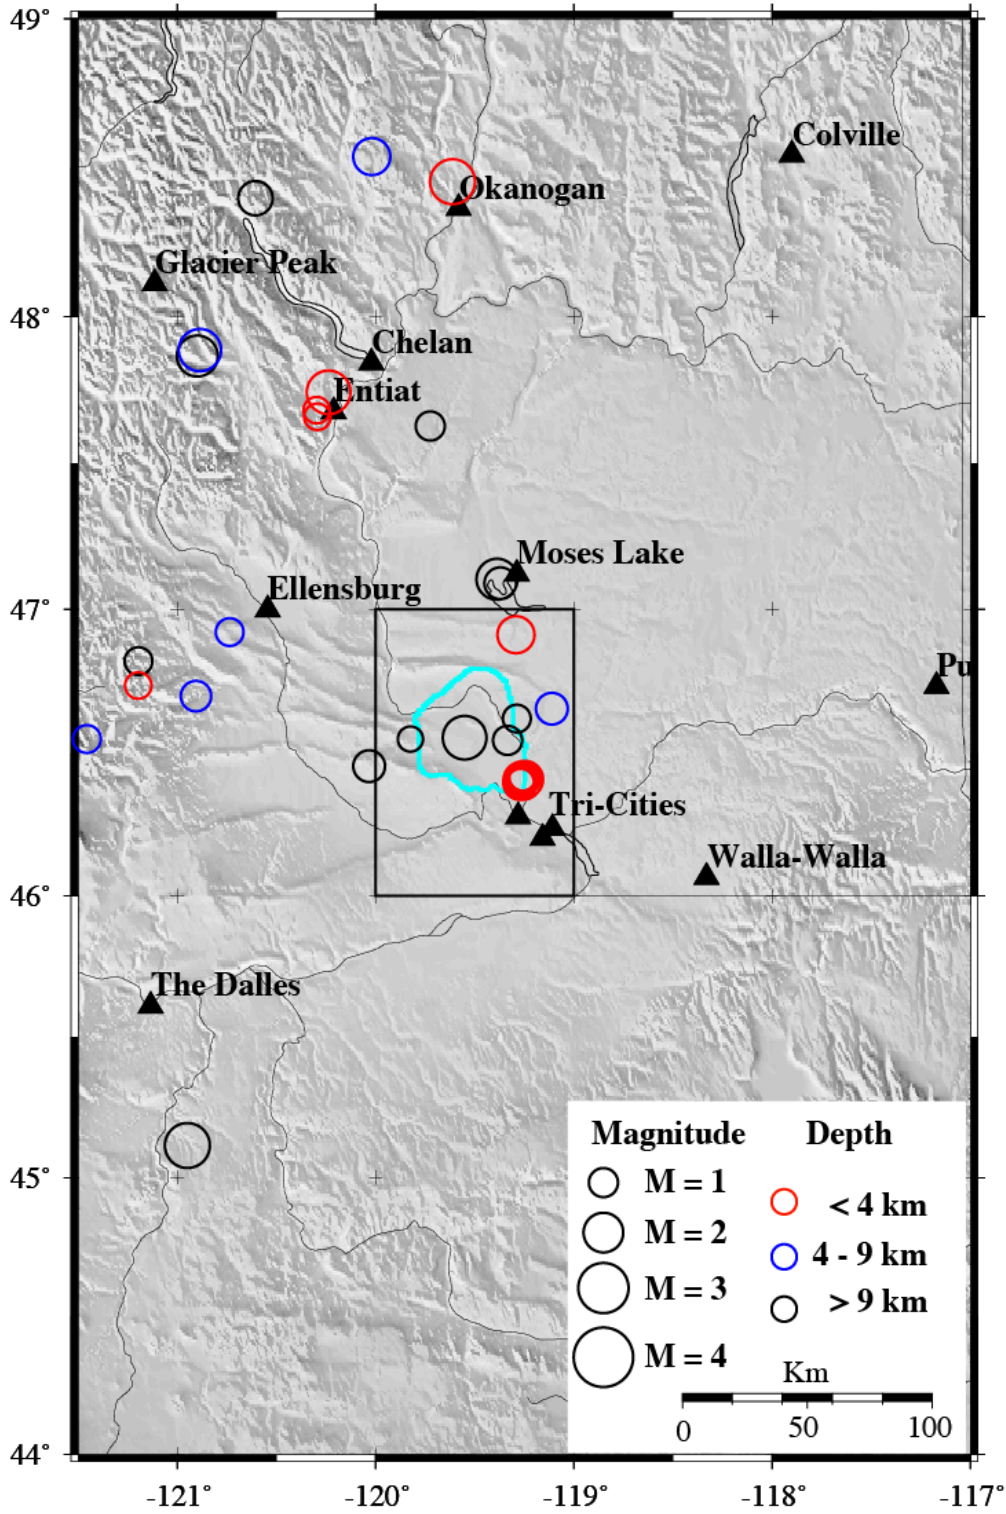 49°
Colville
Okanogan
Glacier Peak
48°
Chelan
Entiat
Moses Lake
Ellensburg
47°
Pu
Tri-Cities
Walla-Walla
46°
The Dalles
Magnitude
Depth
M = 1
M = 2
M = 3
M = 4
< 4 km
4 - 9 km
> 9 km
Km
0 50 100
45°
44°
-121° -120° -119° -118° -117°